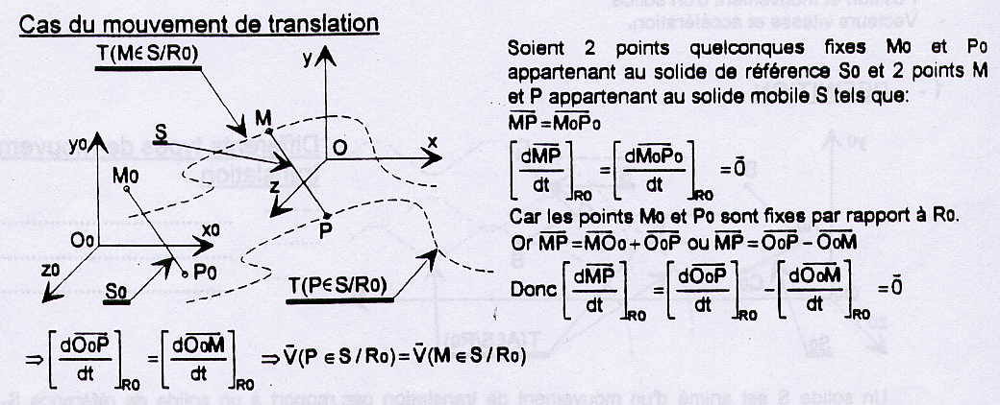 Cas du mouvement de translation
T(M∈S/R0)
y
M
S
O
x
y0
M0
z
P
x0
O0
P0
z0
S0
T(P∈S/R0)
Soient 2 points quelconques fixes M0 et P0
appartenant au solide de référence S0 et 2 points M
et P appartenant au solide mobile S tels que:
MP⃗ = M0P0⃗
[dMP⃗/dt]R0 = [dM0P0⃗/dt]R0 = 0⃗
Car les points M0 et P0 sont fixes par rapport à R0.
Or MP⃗ = MO0⃗ + O0P⃗ ou MP⃗ = O0P⃗ − O0M⃗
Donc [dMP⃗/dt]R0 = [dO0P⃗/dt]R0 − [dO0M⃗/dt]R0 = 0⃗
⇒ [dO0P⃗/dt]R0 = [dO0M⃗/dt]R0 ⇒ V⃗(P ∈ S / R0) = V⃗(M ∈ S / R0)